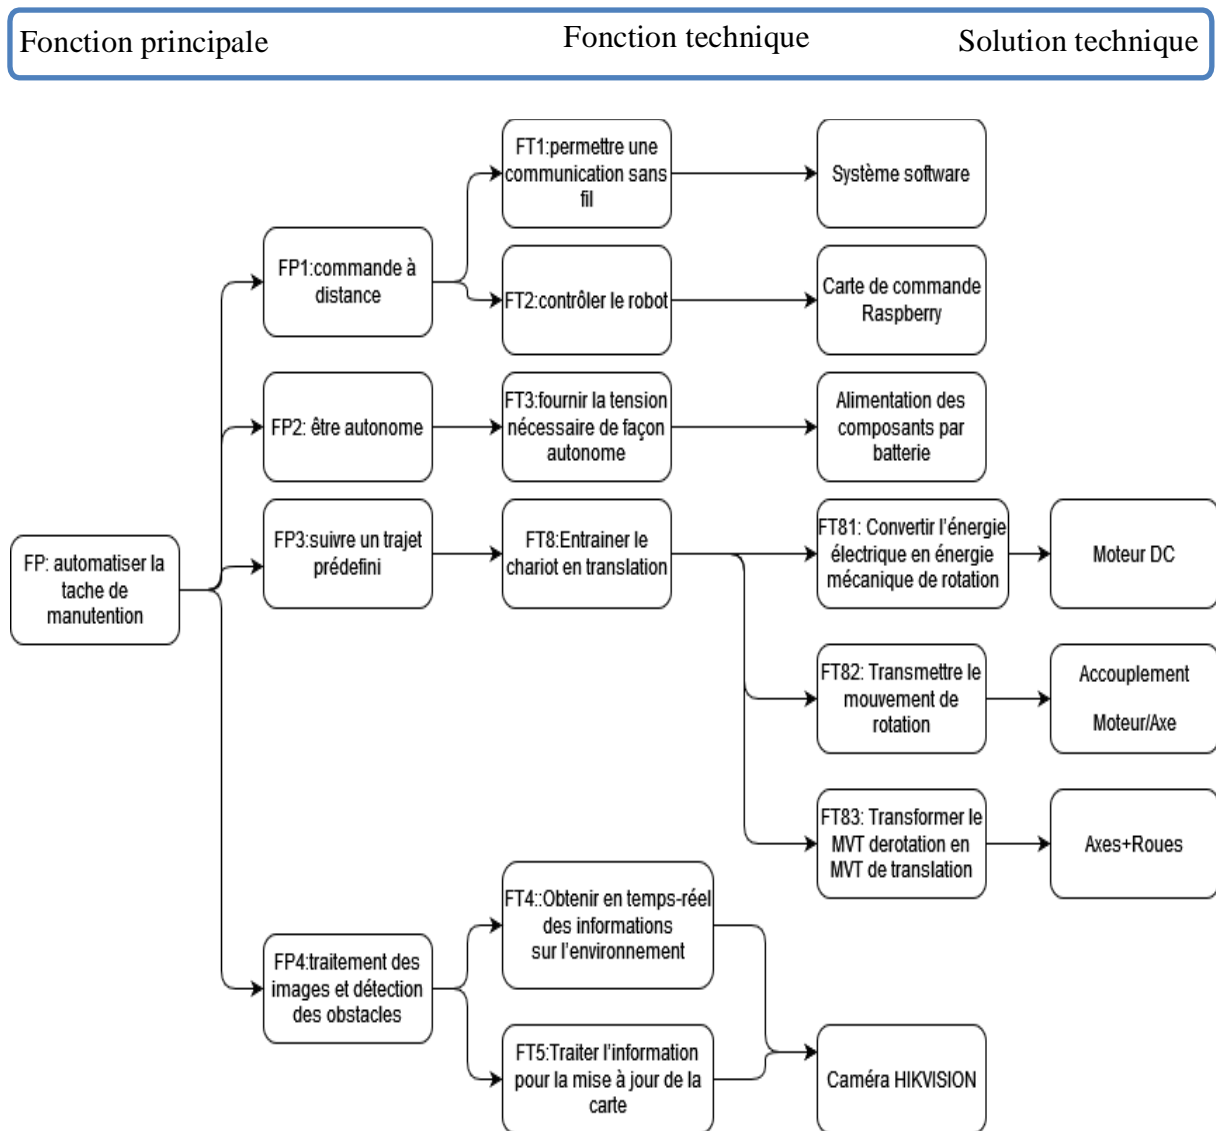 Fonction principale
Fonction technique
Solution technique
FT1:permettre une
communication sans
fil
Système software
FP1:commande à
distance
FT2:contrôler le robot
Carte de commande
Raspberry
FP2: être autonome
FT3:fournir la tension
nécessaire de façon
autonome
Alimentation des
composants par
batterie
FP: automatiser la
tache de
manutention
FP3:suivre un trajet
prédefini
FT8:Entrainer le
chariot en translation
FT81: Convertir l’énergie
électrique en énergie
mécanique de rotation
Moteur DC
FT82: Transmettre le
mouvement de
rotation
Accouplement
Moteur/Axe
FT83: Transformer le
MVT derotation en
MVT de translation
Axes+Roues
FP4:traitement des
images et détection
des obstacles
FT4::Obtenir en temps-réel
des informations
sur l’environnement
FT5:Traiter l’information
pour la mise à jour de la
carte
Caméra HIKVISION